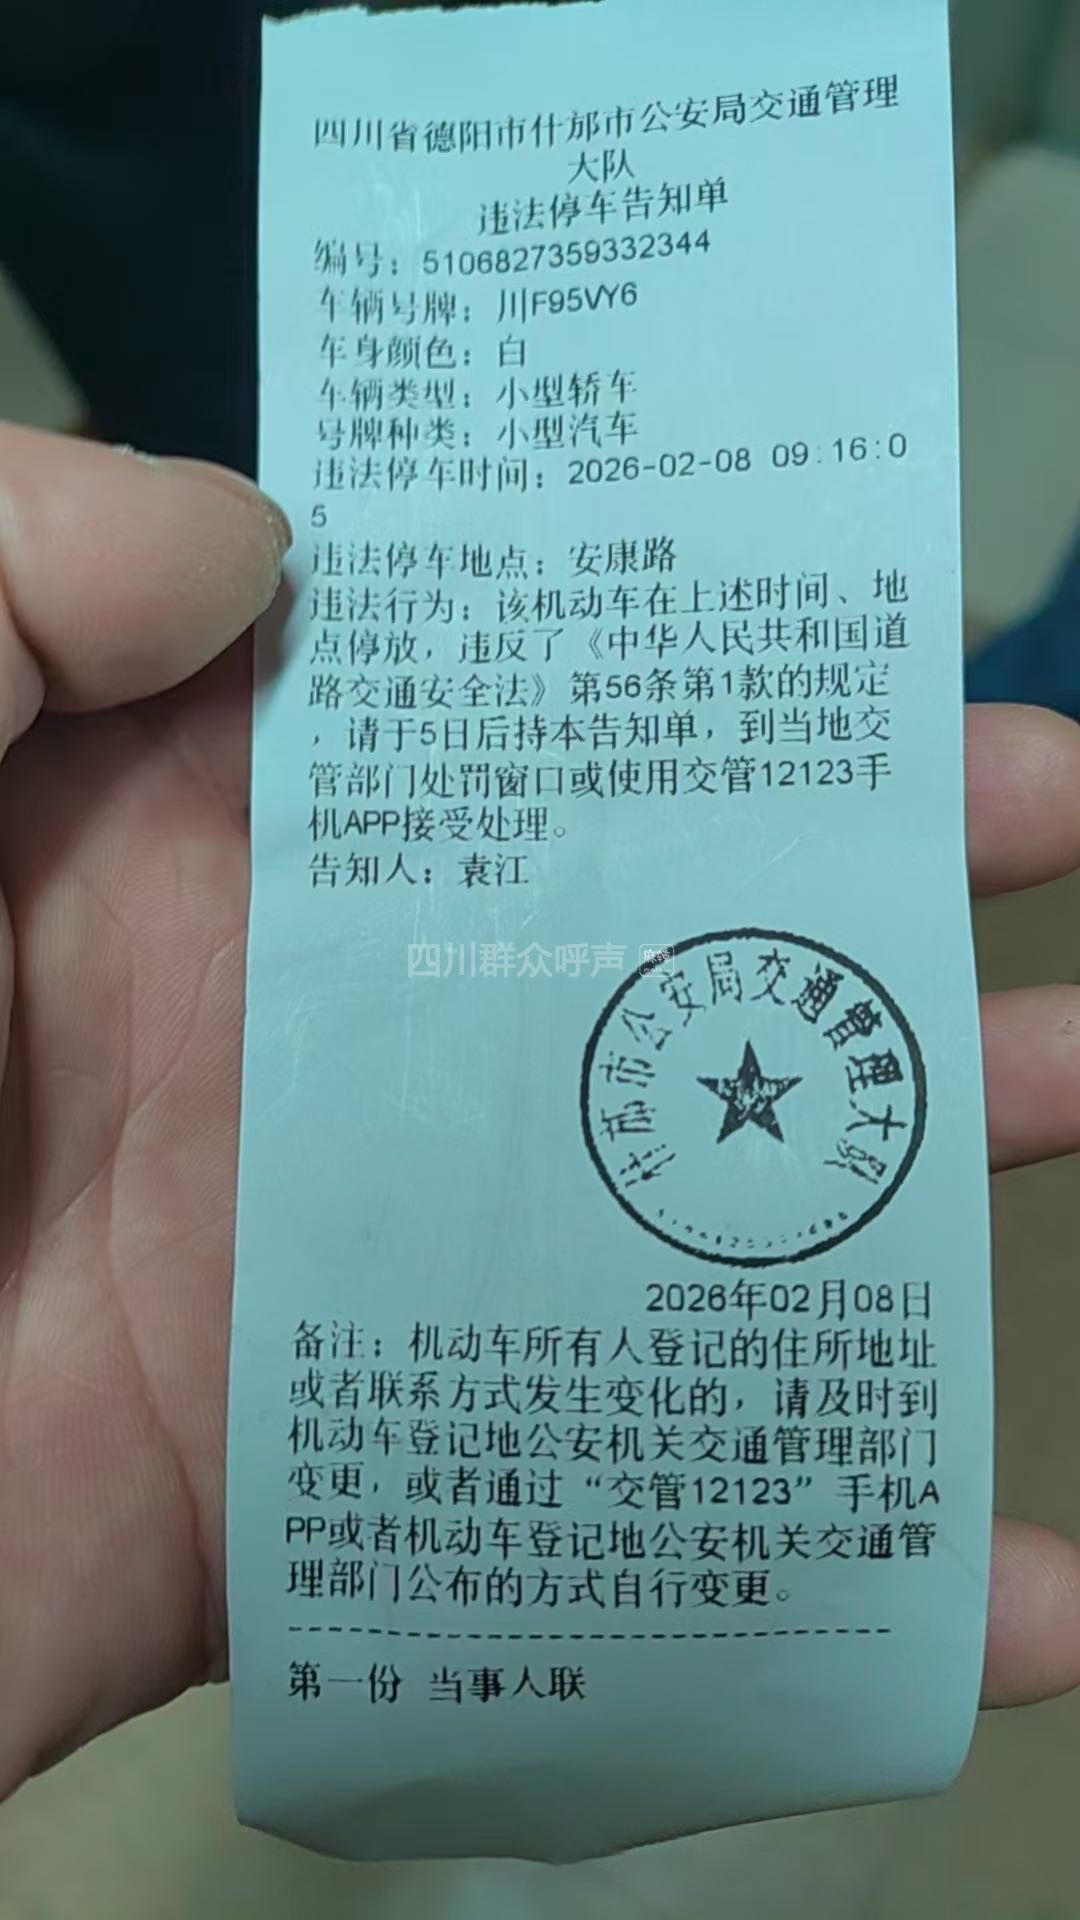 四川省德阳市什邡市公安局交通管理
大队
违法停车告知单
编号：5106827359332344
车辆号牌：川F95VY6
车身颜色：白
车辆类型：小型轿车
号牌种类：小型汽车
违法停车时间：2026-02-08 09:16:0
5
违法停车地点：安康路
违法行为：该机动车在上述时间、地
点停放，违反了《中华人民共和国道
路交通安全法》第56条第1款的规定
，请于5日后持本告知单，到当地交
管部门处罚窗口或使用交管12123手
机APP接受处理。
告知人：袁江
四川群众呼声 麻辣
什邡市公安局交通管理大队
2026年02月08日
备注：机动车所有人登记的住所地址
或者联系方式发生变化的，请及时到
机动车登记地公安机关交通管理部门
变更，或者通过“交管12123”手机A
PP或者机动车登记地公安机关交通管
理部门公布的方式自行变更。
第一份 当事人联